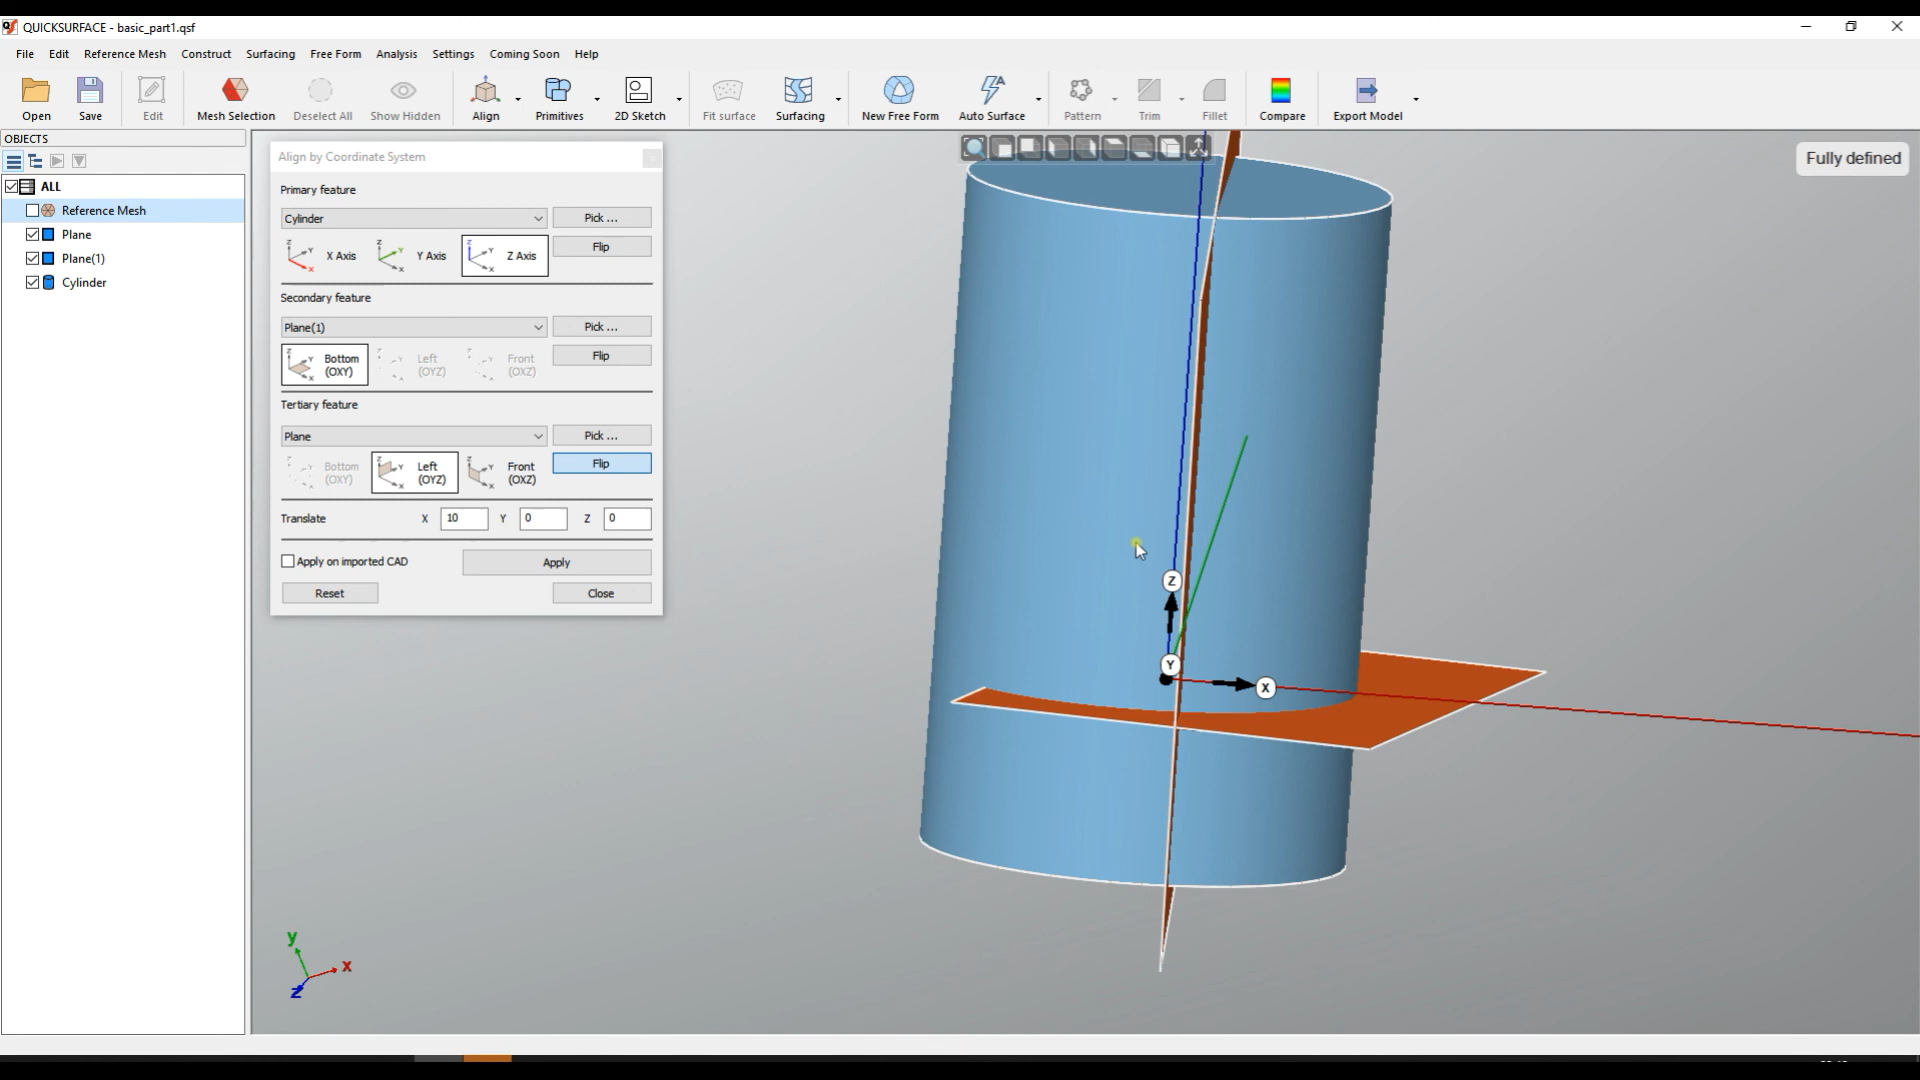 QUICKSURFACE - basic_part1.qsf
File Edit Reference Mesh Construct Surfacing Free Form Analysis Settings Coming Soon Help
Open Save Edit Mesh Selection Deselect All Show Hidden Align Primitives 2D Sketch Fit surface Surfacing New Free Form Auto Surface Pattern Trim Fillet Compare Export Model
OBJECTS
ALL
Reference Mesh
Plane
Plane(1)
Cylinder
Align by Coordinate System
Primary feature
Cylinder Pick ...
X Axis Y Axis Z Axis Flip
Secondary feature
Plane(1) Pick ...
Bottom (OXY) Left (OYZ) Front (OXZ) Flip
Tertiary feature
Plane Pick ...
Bottom (OXY) Left (OYZ) Front (OXZ) Flip
Translate X 10 Y 0 Z 0
Apply on imported CAD Apply
Reset Close
Fully defined
Z
Y
X
y
x
z